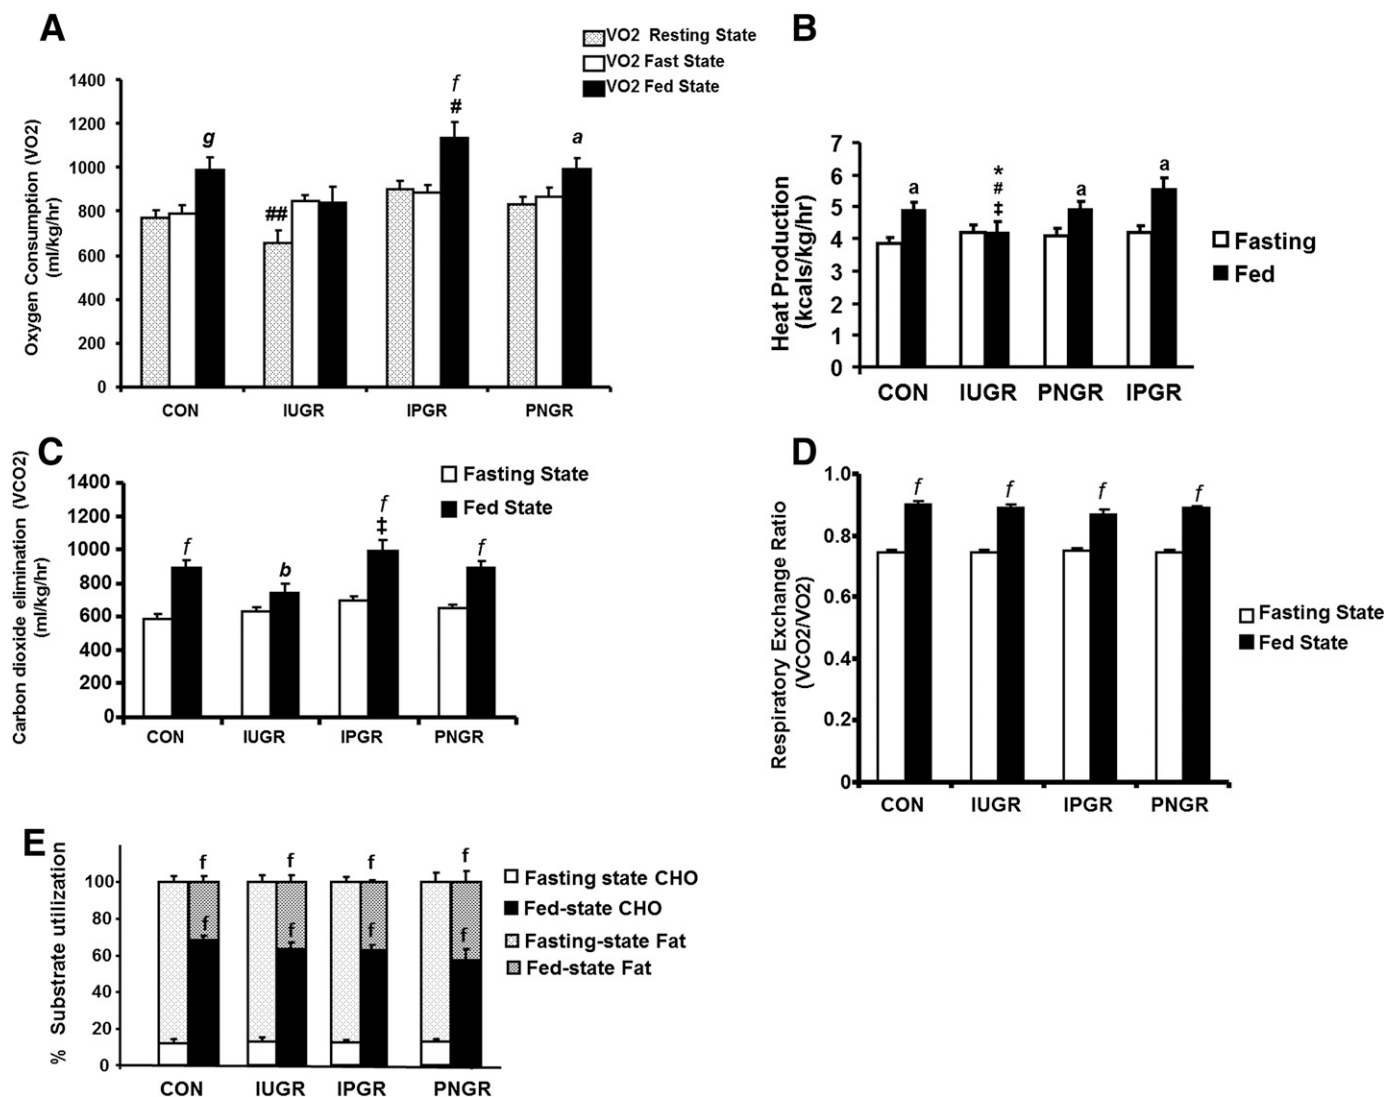 A
VO2 Resting State
VO2 Fast State
VO2 Fed State
Oxygen Consumption (VO2)
(ml/kg/hr)
1400
1200
1000
800
600
400
200
0
g
##
f
#
a
CON IUGR IPGR PNGR
B
Heat Production
(kcals/kg/hr)
7
6
5
4
3
2
1
0
a
*
#
‡
a
a
Fasting
Fed
CON IUGR PNGR IPGR
C
Carbon dioxide elimination (VCO2)
(ml/kg/hr)
1400
1200
1000
800
600
400
200
0
Fasting State
Fed State
f
b
f
‡
f
CON IUGR IPGR PNGR
D
Respiratory Exchange Ratio
(VCO2/VO2)
1.0
0.8
0.6
0.4
0.2
0
f f f f
Fasting State
Fed State
CON IUGR IPGR PNGR
E
% Substrate utilization
100
80
60
40
20
0
f f f f
f f f f
Fasting state CHO
Fed-state CHO
Fasting-state Fat
Fed-state Fat
CON IUGR IPGR PNGR